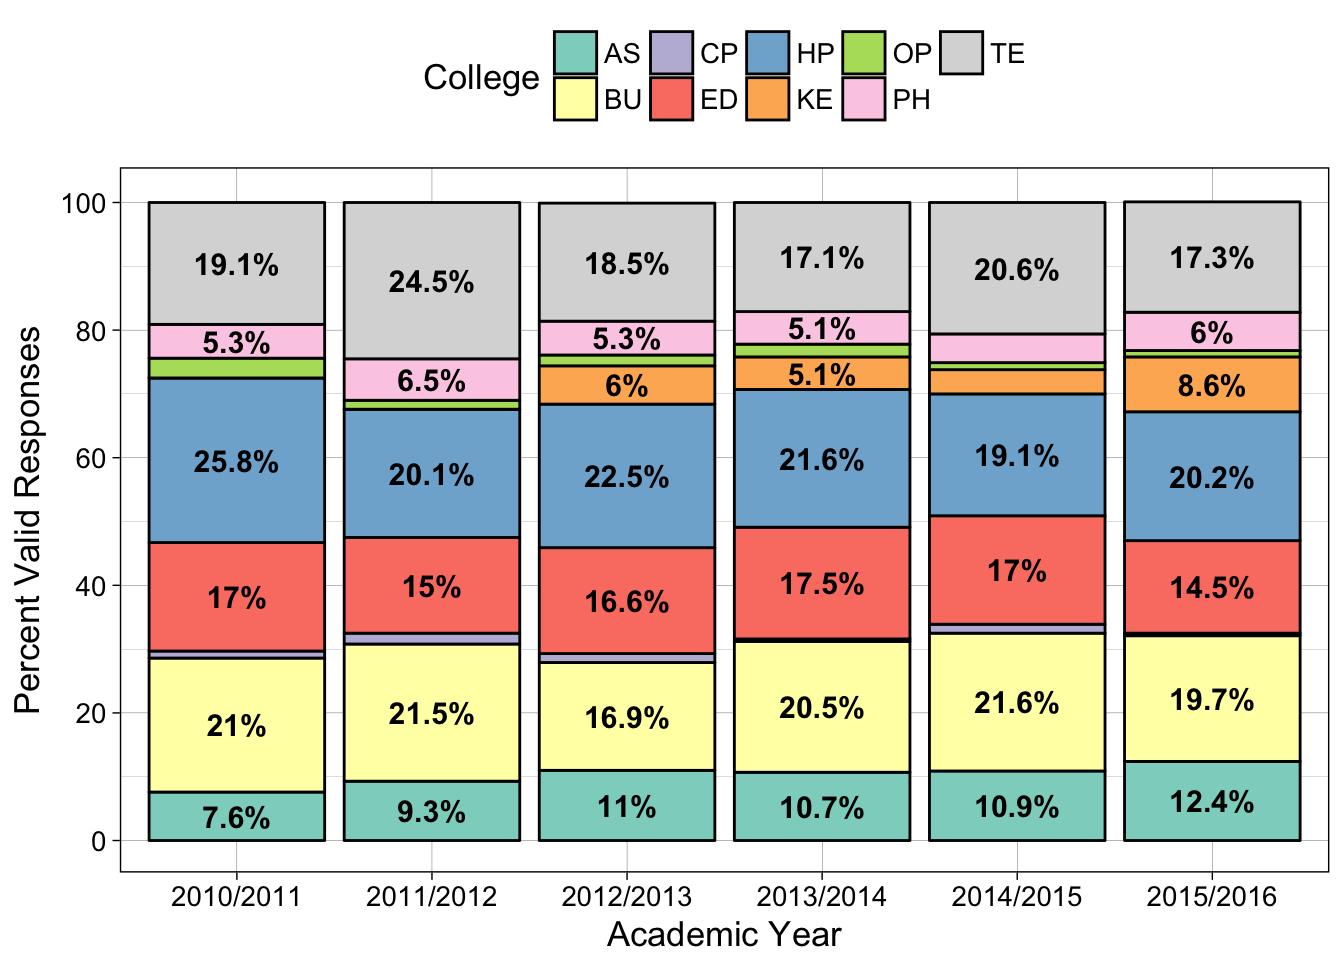 College
AS CP HP OP TE
BU ED KE PH
Percent Valid Responses
100
80
60
40
20
0
19.1% 24.5% 18.5% 17.1% 20.6% 17.3%
5.3% 6.5% 5.3% 5.1% 6%
6% 5.1% 8.6%
25.8% 20.1% 22.5% 21.6% 19.1% 20.2%
17% 15% 16.6% 17.5% 17% 14.5%
21% 21.5% 16.9% 20.5% 21.6% 19.7%
7.6% 9.3% 11% 10.7% 10.9% 12.4%
2010/2011 2011/2012 2012/2013 2013/2014 2014/2015 2015/2016
Academic Year